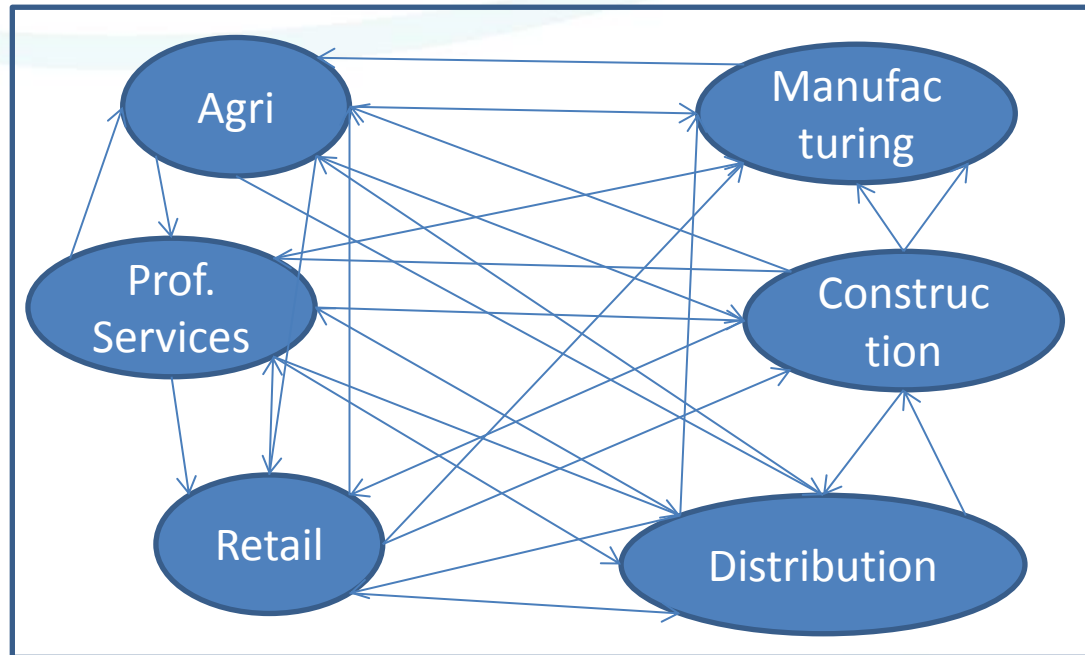 Agri
Manufac
turing
Prof.
Services
Construc
tion
Retail
Distribution